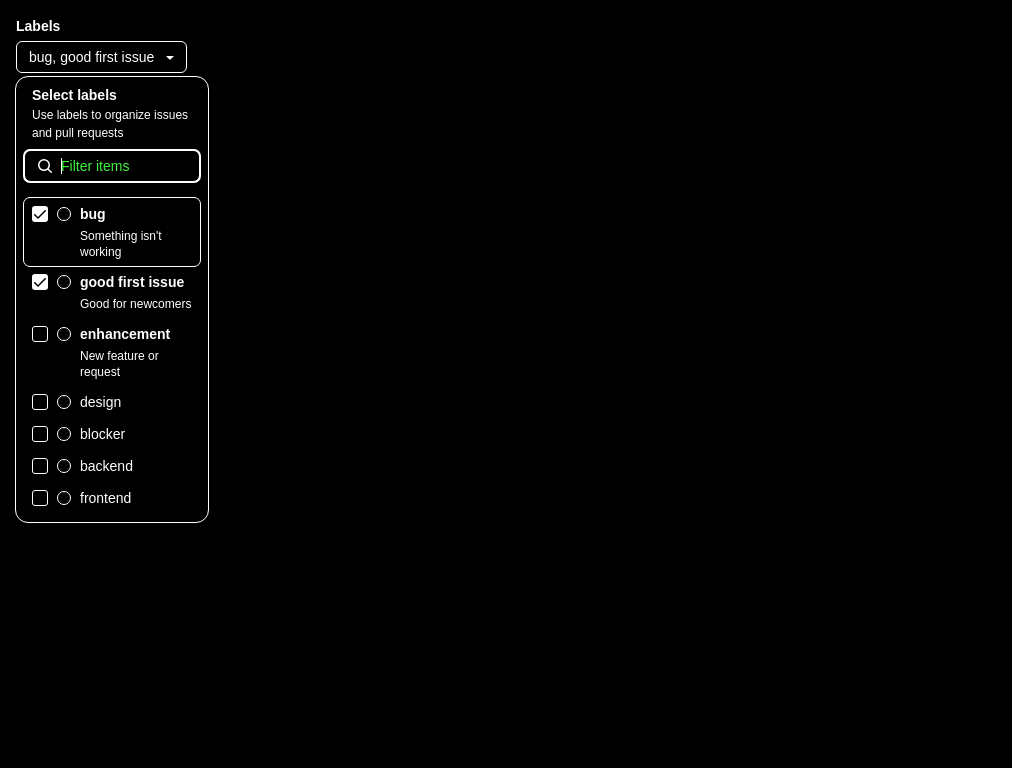 Labels
bug, good first issue
Select labels
Use labels to organize issues
and pull requests
Filter items
bug
Something isn't
working
good first issue
Good for newcomers
enhancement
New feature or
request
design
blocker
backend
frontend